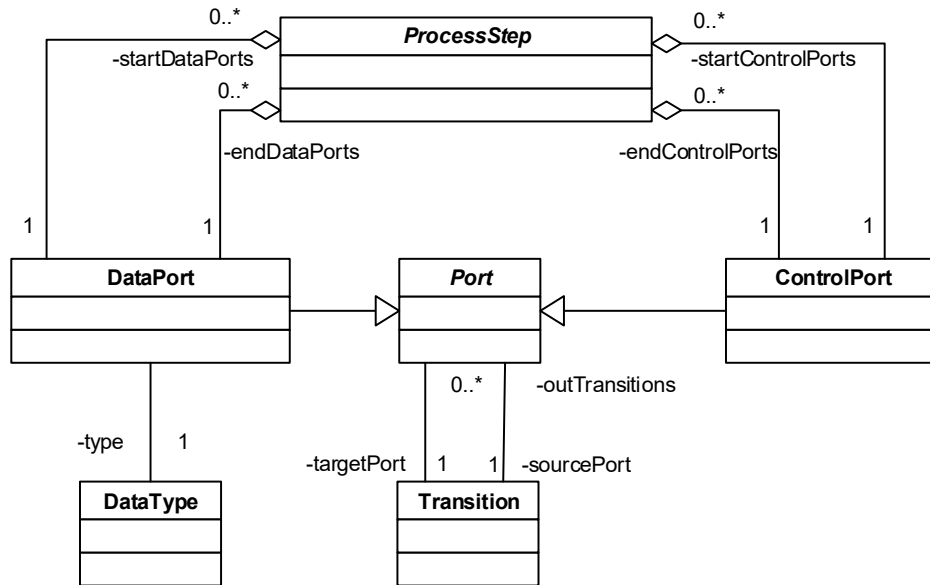 0..* ProcessStep 0..*
-startDataPorts -startControlPorts
0..* 0..*
-endDataPorts -endControlPorts
1 1 1 1
DataPort Port ControlPort
0..* -outTransitions
-type 1 -targetPort 1 1 -sourcePort
DataType Transition